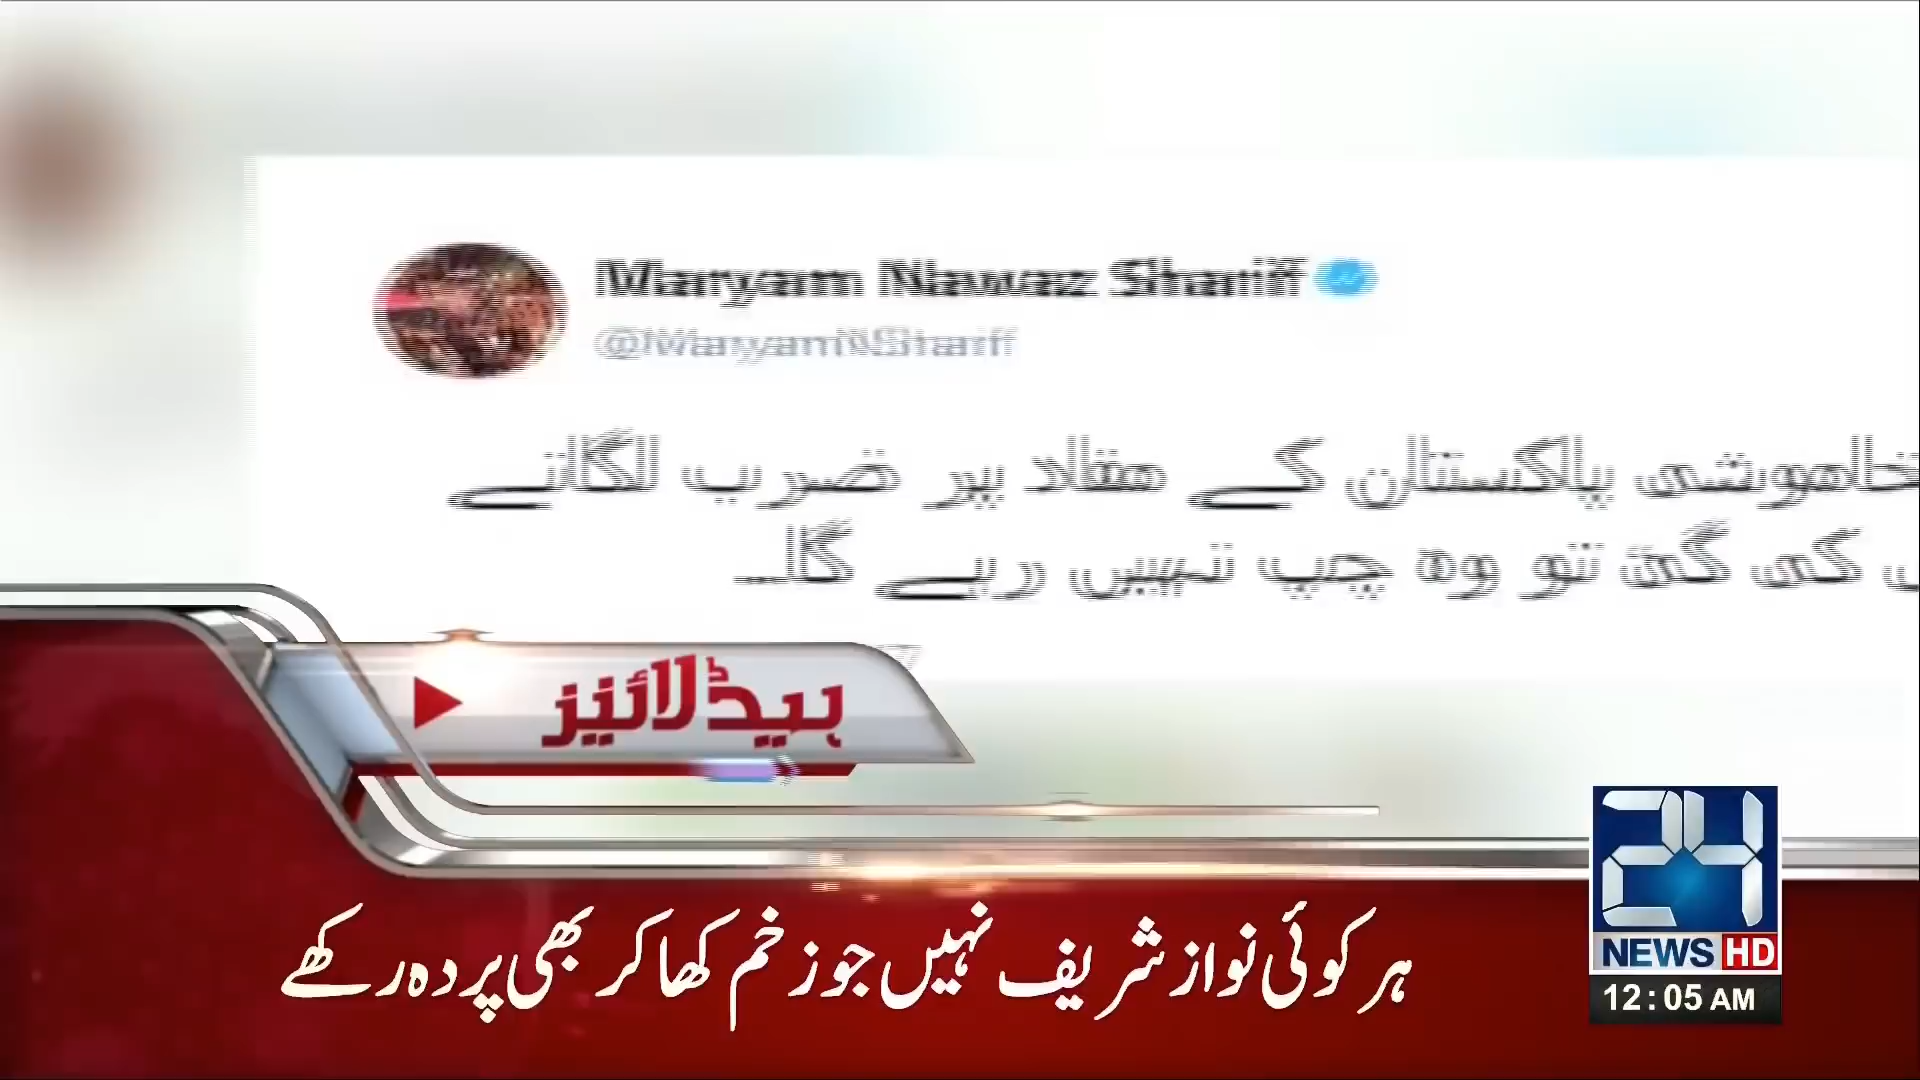 Maryam Nawaz Sharif
@MaryamNSharif
خاموشی پاکستان کے مفاد پر ضرب لگانے
کی گئ تو وہ چپ نہیں رہے گا...
ہیڈلائنز
24
NEWS HD
ہر کوئی نواز شریف نہیں جو زخم کھا کر بھی پردہ رکھے
12:05 AM